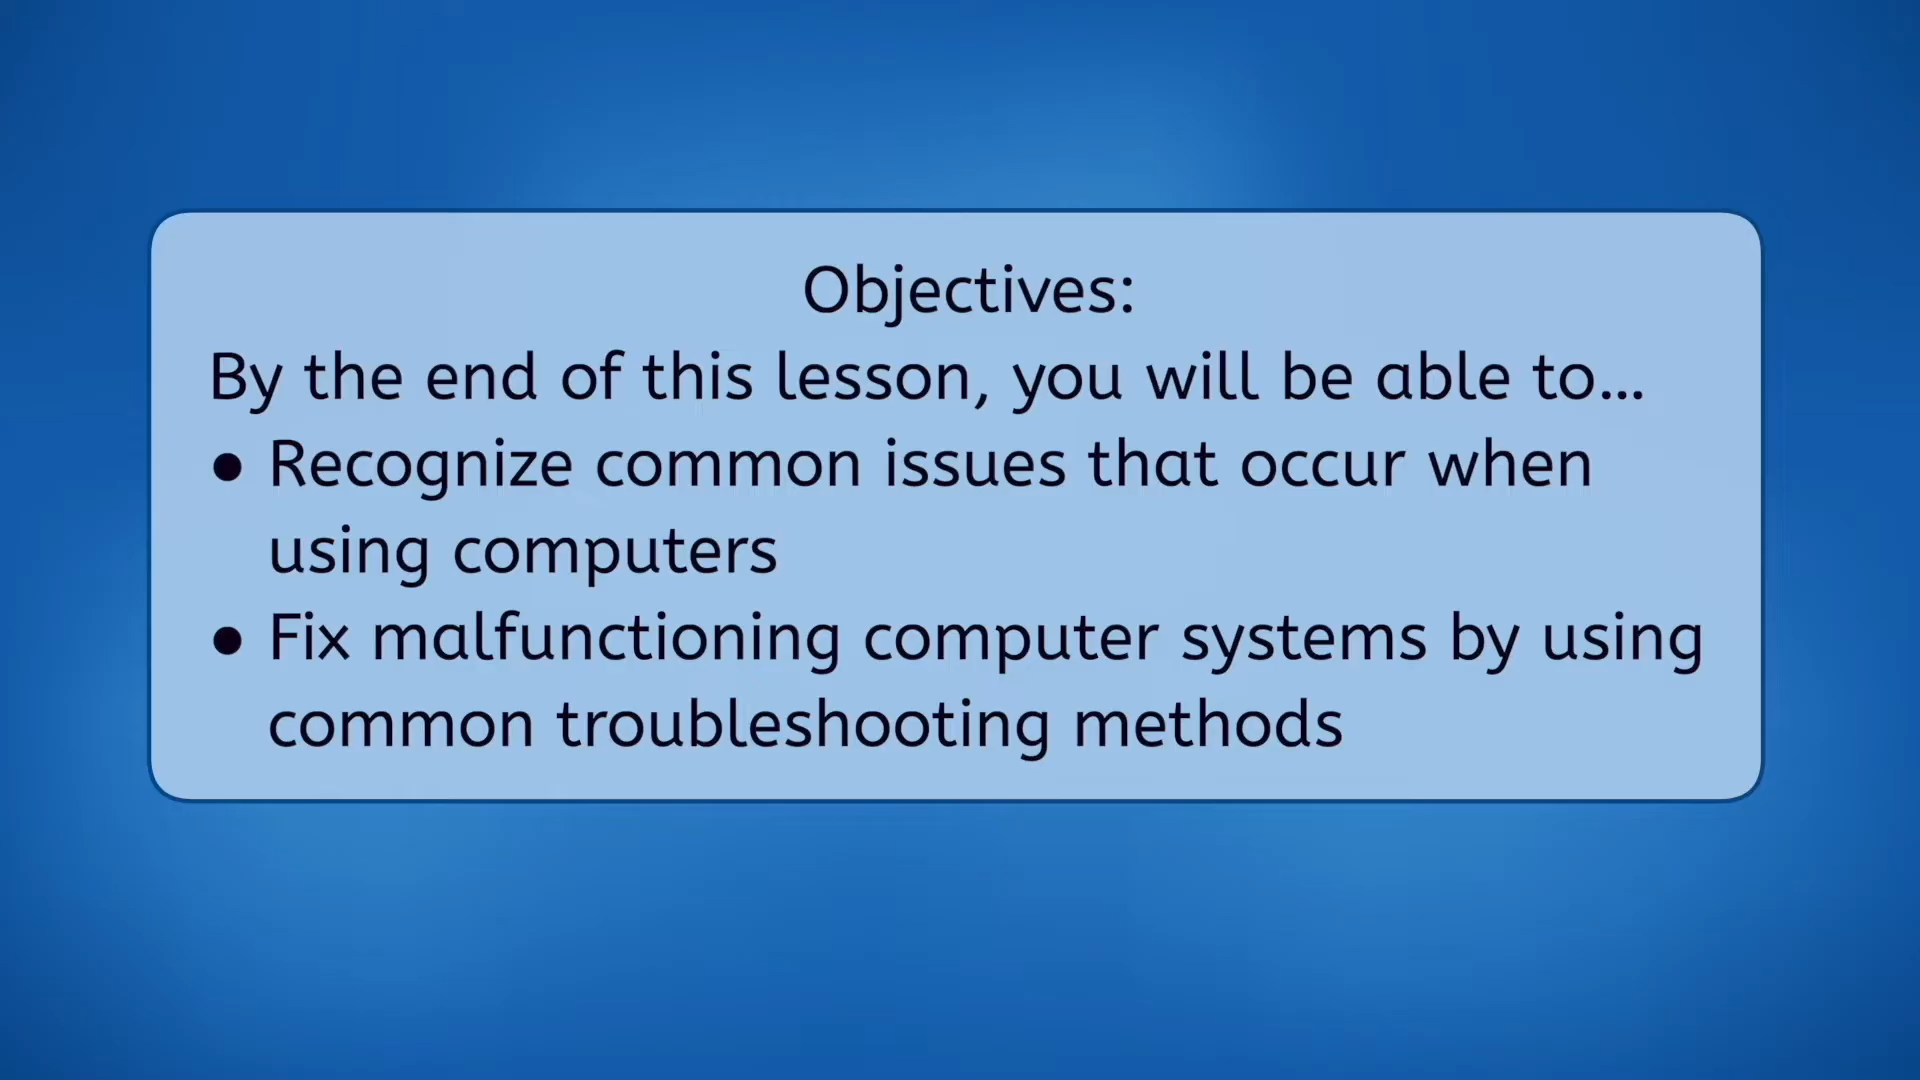 Objectives:
By the end of this lesson, you will be able to...
● Recognize common issues that occur when
using computers
● Fix malfunctioning computer systems by using
common troubleshooting methods